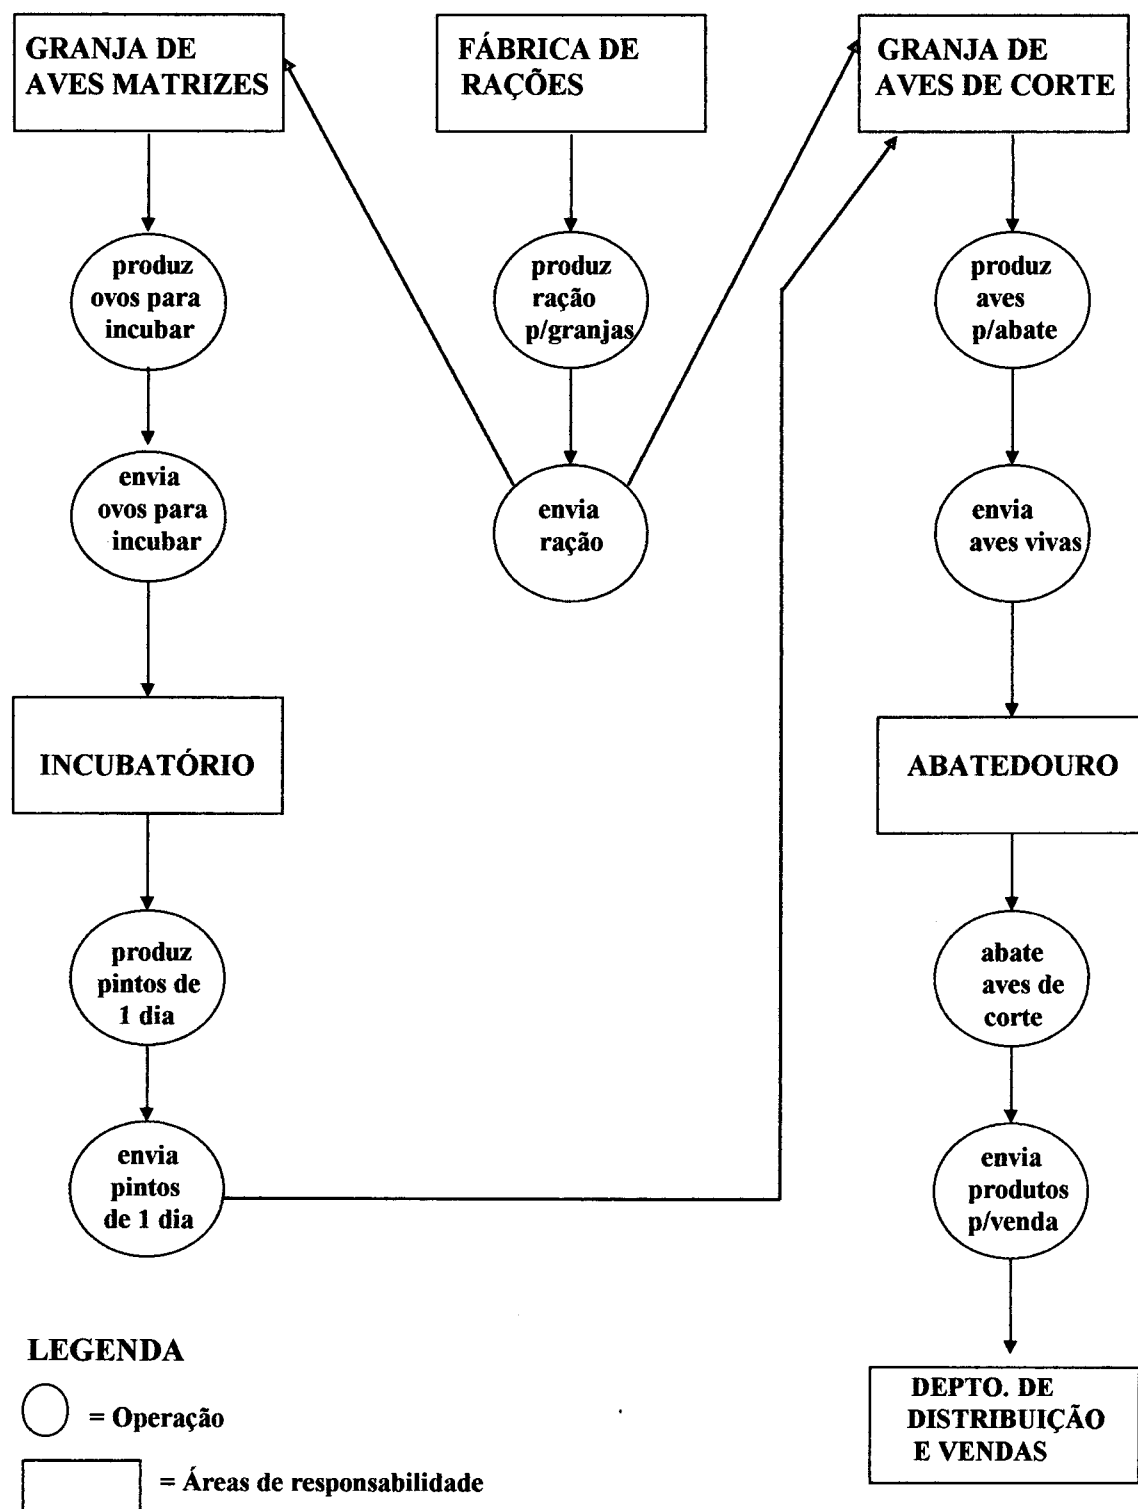 GRANJA DE
AVES MATRIZES
FÁBRICA DE
RAÇÕES
GRANJA DE
AVES DE CORTE
produz
ovos para
incubar
produz
ração
p/granjas
produz
aves
p/abate
envia
ovos para
incubar
envia
ração
envia
aves vivas
INCUBATÓRIO
ABATEDOURO
produz
pintos de
1 dia
abate
aves de
corte
envia
pintos
de 1 dia
envia
produtos
p/venda
LEGENDA
= Operação
= Áreas de responsabilidade
DEPTO. DE
DISTRIBUIÇÃO
E VENDAS